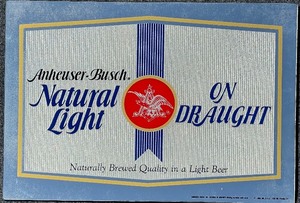 Anheuser-Busch.
Natural
Light
ON
DRAUGHT
Naturally Brewed Quality in a Light Beer